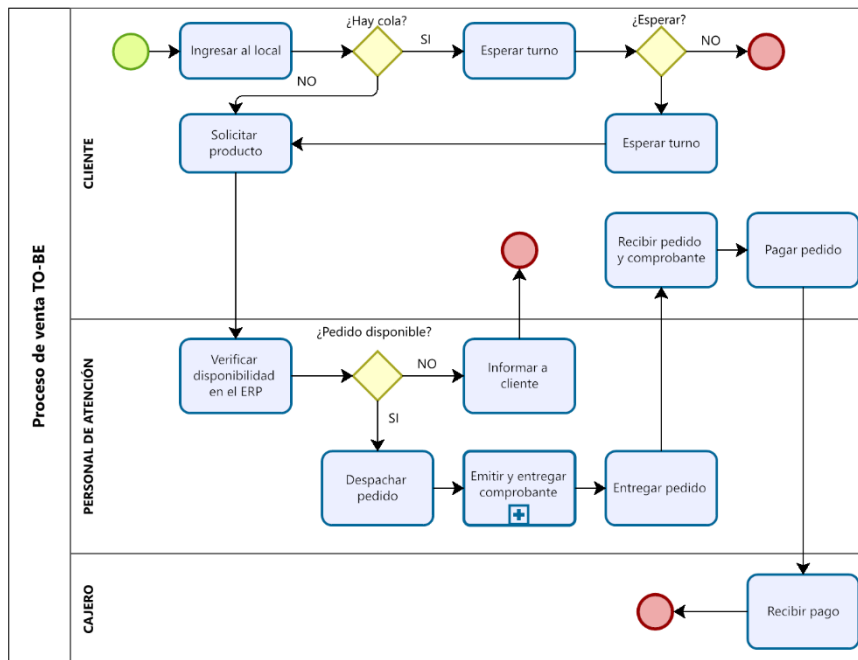 Proceso de venta TO-BE
CLIENTE
¿Hay cola?
¿Esperar?
Ingresar al local
SI
Esperar turno
NO
NO
Solicitar
producto
Esperar turno
Recibir pedido
y comprobante
Pagar pedido
PERSONAL DE ATENCIÓN
¿Pedido disponible?
Verificar
disponibilidad
en el ERP
NO
Informar a
cliente
SI
Despachar
pedido
Emitir y entregar
comprobante
Entregar pedido
CAJERO
Recibir pago